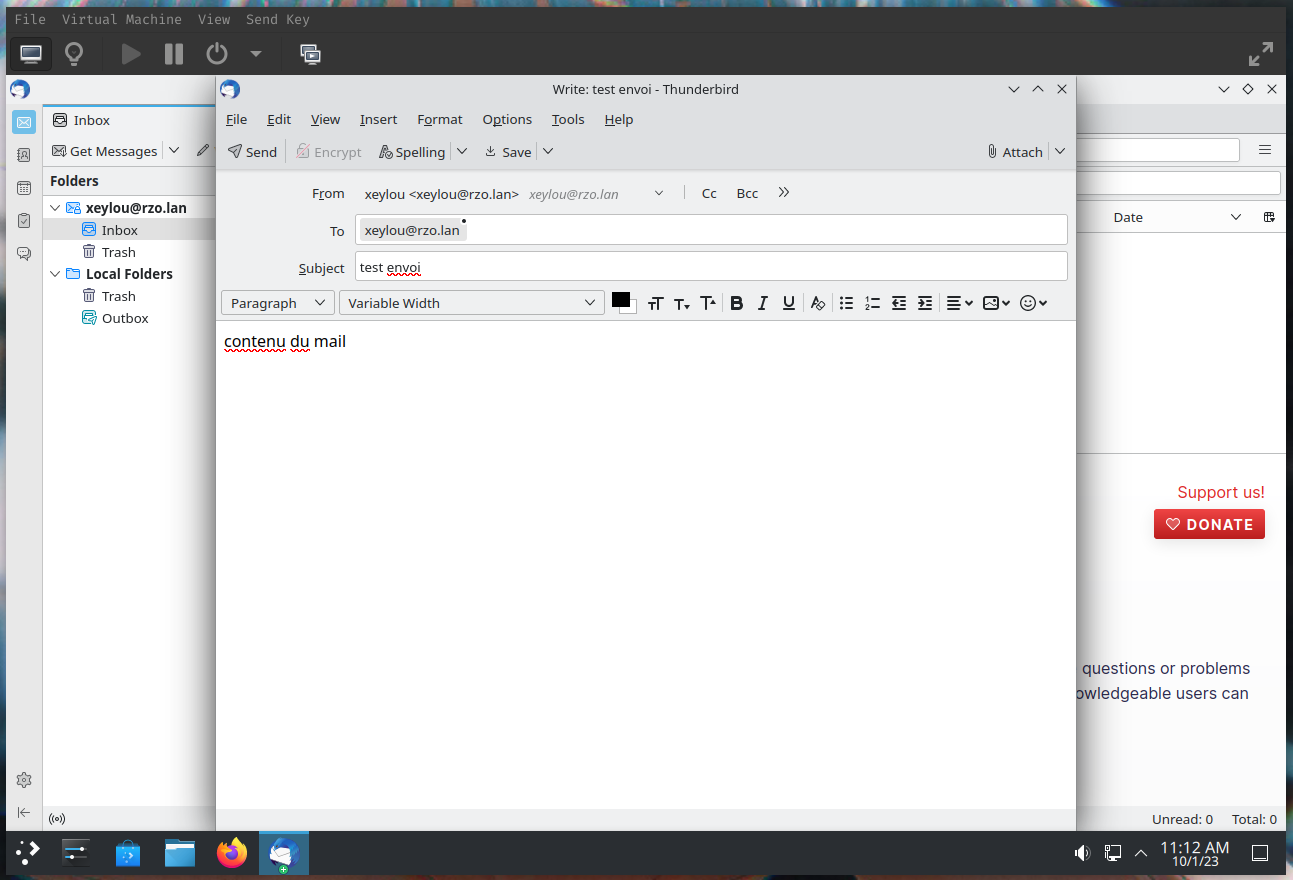 File Virtual Machine View Send Key
Write: test envoi - Thunderbird
Inbox
File Edit View Insert Format Options Tools Help
Get Messages
Send Encrypt Spelling Save Attach
Folders
From xeylou <xeylou@rzo.lan> xeylou@rzo.lan Cc Bcc
xeylou@rzo.lan
Inbox
To xeylou@rzo.lan
Date
Trash
Subject test envoi
Local Folders
Trash
Paragraph Variable Width
Outbox
contenu du mail
Support us!
DONATE
questions or problems
owledgeable users can
Unread: 0 Total: 0
11:12 AM
10/1/23